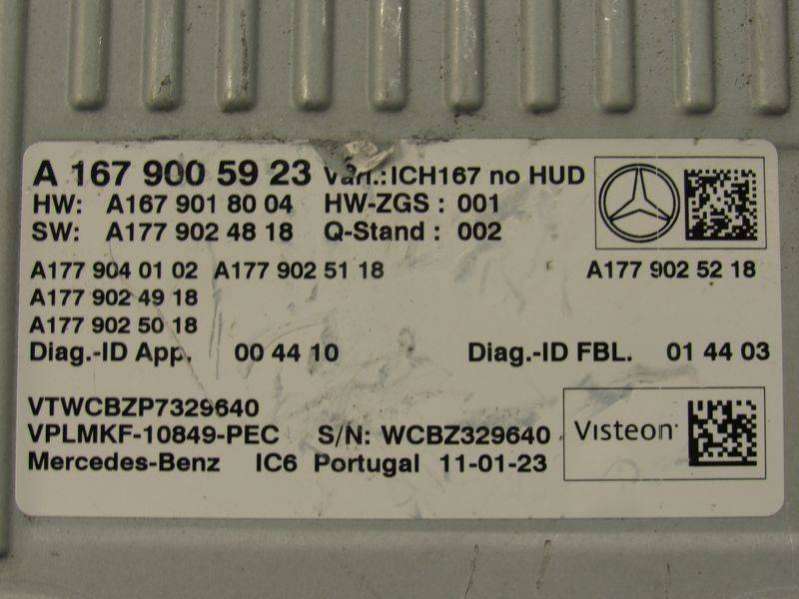 A 167 900 59 23 Vari.:ICH167 no HUD
HW: A167 901 80 04 HW-ZGS : 001
SW: A177 902 48 18 Q-Stand : 002
A177 904 01 02 A177 902 51 18 A177 902 52 18
A177 902 49 18
A177 902 50 18
Diag.-ID App. 00 44 10 Diag.-ID FBL. 01 44 03
VTWCBZP7329640
VPLMKF-10849-PEC S/N: WCBZ329640
Visteon
Mercedes-Benz IC6 Portugal 11-01-23